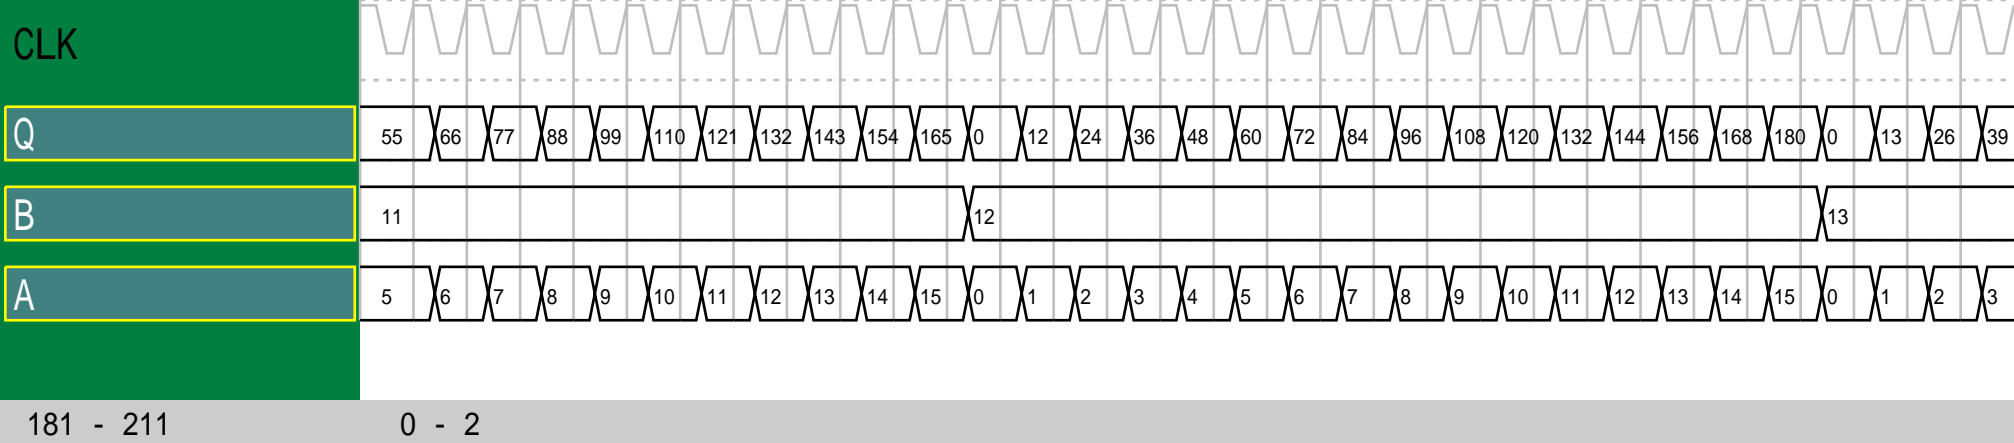 CLK
Q 55 66 77 88 99 110 121 132 143 154 165 0 12 24 36 48 60 72 84 96 108 120 132 144 156 168 180 0 13 26 39
B 11 12 13
A 5 6 7 8 9 10 11 12 13 14 15 0 1 2 3 4 5 6 7 8 9 10 11 12 13 14 15 0 1 2 3
181 - 211 0 - 2